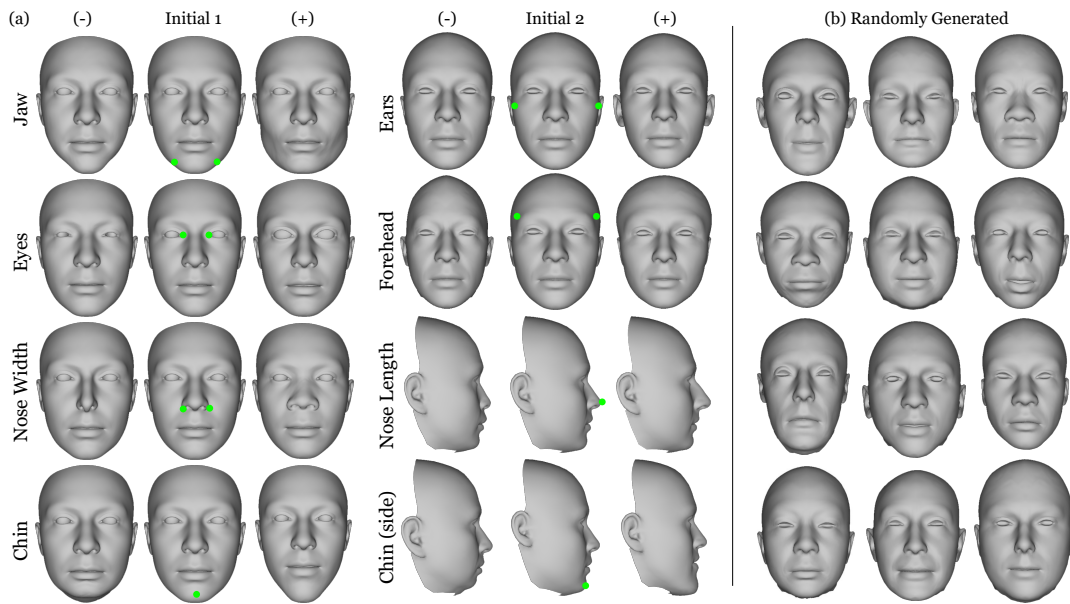 (a) (-) Initial 1 (+) (-) Initial 2 (+) (b) Randomly Generated
Jaw
Ears
Eyes
Forehead
Nose Width
Nose Length
Chin
Chin (side)